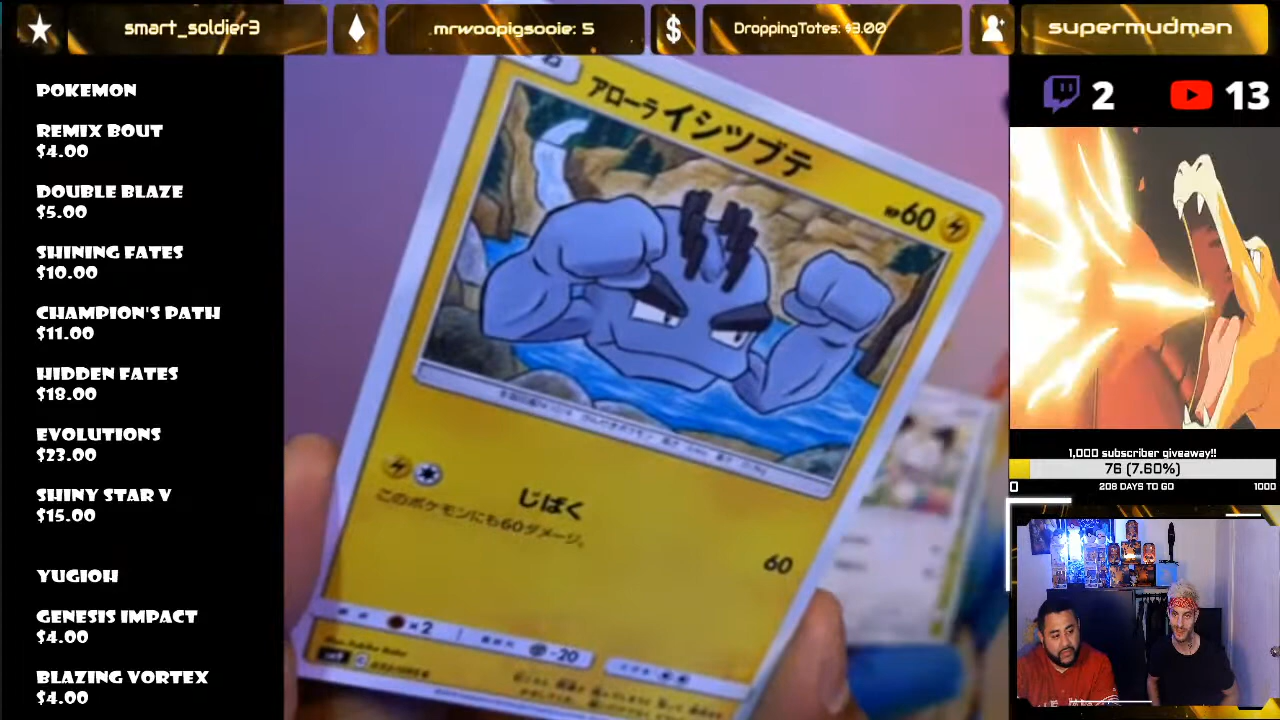 smart_soldier3
mrwoopigsooie: 5
DroppingTotes: $3.00
supermudman
2
13
POKEMON
REMIX BOUT
$4.00
DOUBLE BLAZE
$5.00
SHINING FATES
$10.00
CHAMPION'S PATH
$11.00
HIDDEN FATES
$18.00
EVOLUTIONS
$23.00
SHINY STAR V
$15.00
YUGIOH
GENESIS IMPACT
$4.00
BLAZING VORTEX
$4.00
アローライシツブテ
HP60
じばく
このポケモンにも60ダメージ。
60
×2
-20
1,000 subscriber giveaway!!
76 (7.60%)
0 208 DAYS TO GO 1000